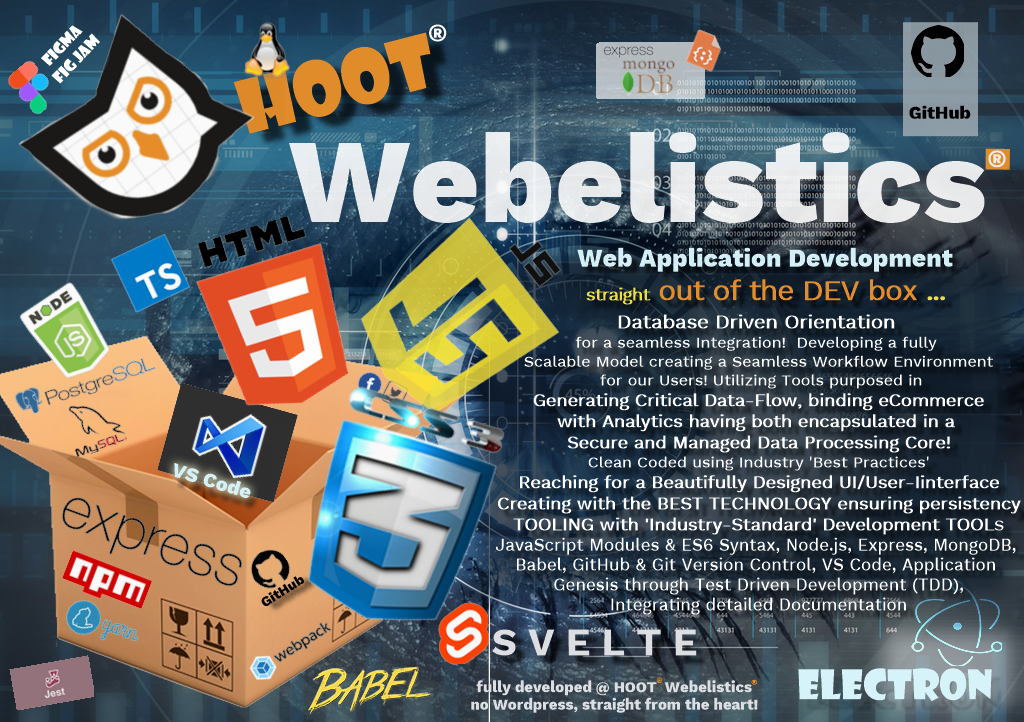 FIGMA
FIG JAM
HOOT®
express
mongo
DB
GitHub
Webelistics®
Web Application Development
straight out of the DEV box ...
Database Driven Orientation
for a seamless Integration! Developing a fully
Scalable Model creating a Seamless Workflow Environment
for our Users! Utilizing Tools purposed in
Generating Critical Data-Flow, binding eCommerce
with Analytics having both encapsulated in a
Secure and Managed Data Processing Core!
Clean Coded using Industry 'Best Practices'
Reaching for a Beautifully Designed UI/User-Iinterface
Creating with the BEST TECHNOLOGY ensuring persistency
TOOLING with 'Industry-Standard' Development TOOLs
JavaScript Modules & ES6 Syntax, Node.js, Express, MongoDB,
Babel, GitHub & Git Version Control, VS Code, Application
Genesis through Test Driven Development (TDD),
Integrating detailed Documentation
TS
HTML
5
JS
JS
NODE
JS
PostgreSQL
MySQL
VS Code
3
express
npm
GitHub
yarn
webpack
Jest
BABEL
S SVELTE
ELECTRON
fully developed @ HOOT® Webelistics®
no Wordpress, straight from the heart!
02
03
04